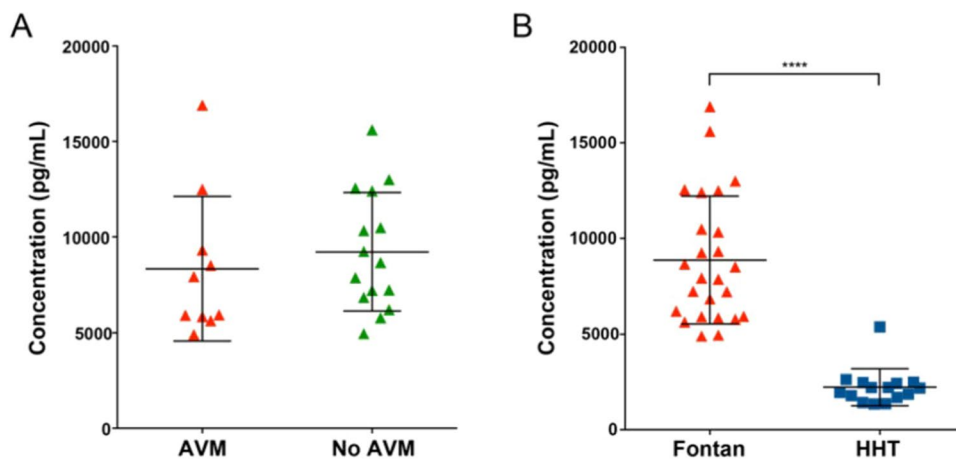 A
Concentration (pg/mL)
20000
15000
10000
5000
0
AVM
No AVM
B
Concentration (pg/mL)
20000
15000
10000
5000
0
****
Fontan
HHT